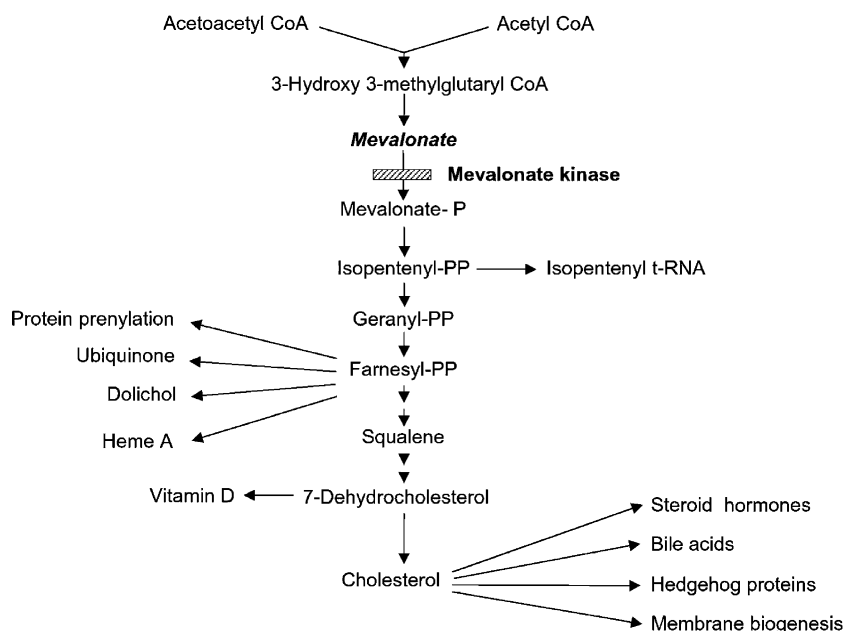 Acetoacetyl CoA
Acetyl CoA
3-Hydroxy 3-methylglutaryl CoA
Mevalonate
Mevalonate kinase
Mevalonate- P
Isopentenyl-PP
Isopentenyl t-RNA
Geranyl-PP
Protein prenylation
Ubiquinone
Farnesyl-PP
Dolichol
Heme A
Squalene
Vitamin D
7-Dehydrocholesterol
Steroid hormones
Bile acids
Cholesterol
Hedgehog proteins
Membrane biogenesis